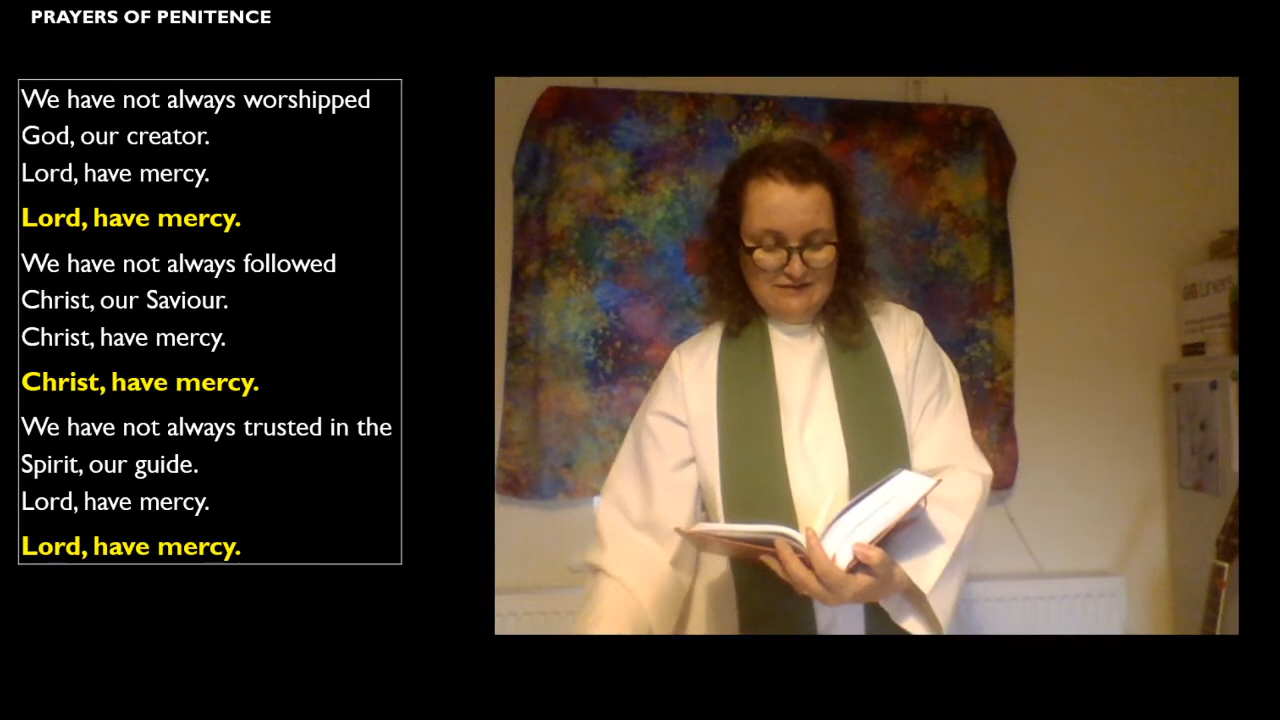 PRAYERS OF PENITENCE
We have not always worshipped
God, our creator.
Lord, have mercy.
Lord, have mercy.
We have not always followed
Christ, our Saviour.
Christ, have mercy.
Christ, have mercy.
We have not always trusted in the
Spirit, our guide.
Lord, have mercy.
Lord, have mercy.
GB Liners